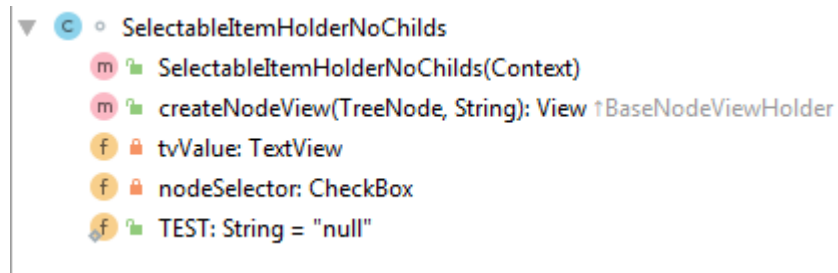 C SelectableItemHolderNoChilds
m SelectableItemHolderNoChilds(Context)
m createNodeView(TreeNode, String): View ↑BaseNodeViewHolder
f tvValue: TextView
f nodeSelector: CheckBox
f TEST: String = "null"